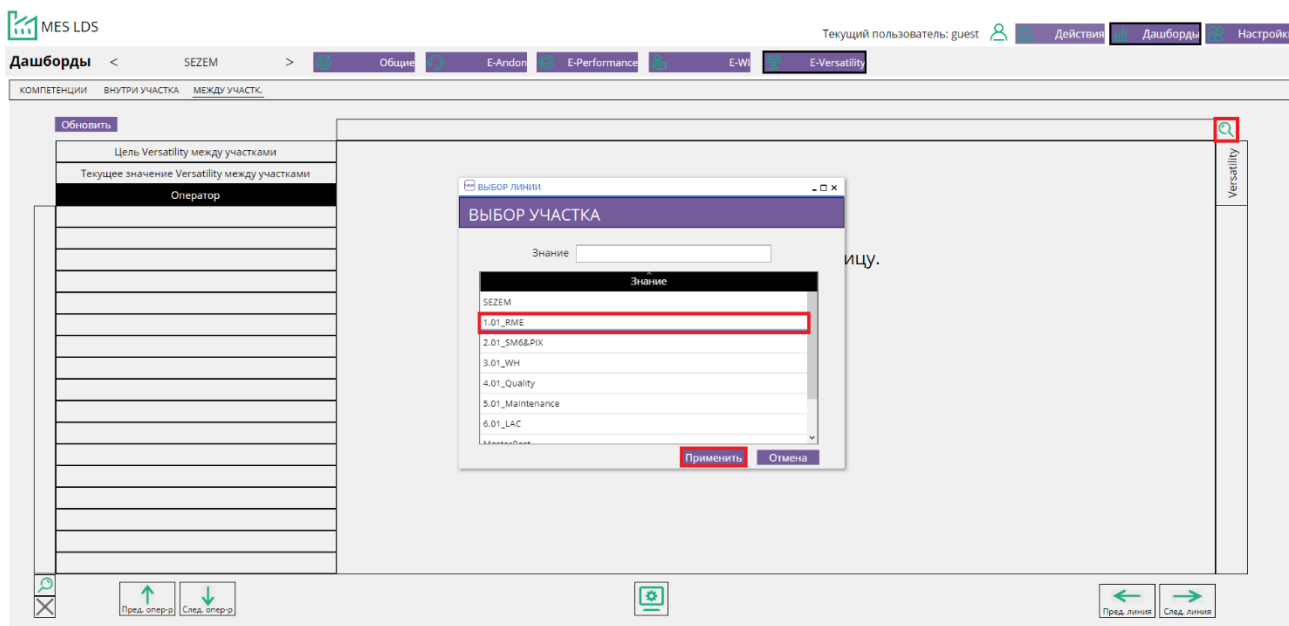 MES LDS
Текущий пользователь: guest
Действия
Дашборды
Настройк
Дашборды < SEZEM >
Общие
E-Andon
E-Performance
E-WI
E-Versatility
КОМПЕТЕНЦИИ ВНУТРИ УЧАСТКА МЕЖДУ УЧАСТК.
Обновить
Цель Versatility между участками
Текущее значение Versatility между участками
Оператор
Versatility
ВЫБОР ЛИНИИ
ВЫБОР УЧАСТКА
Знание
ицу.
Знание
SEZEM
1.01_RME
2.01_SM6&PIX
3.01_WH
4.01_Quality
5.01_Maintenance
6.01_LAC
Применить Отмена
Пред. опер-р
След. опер-р
Пред. линия
След. линия